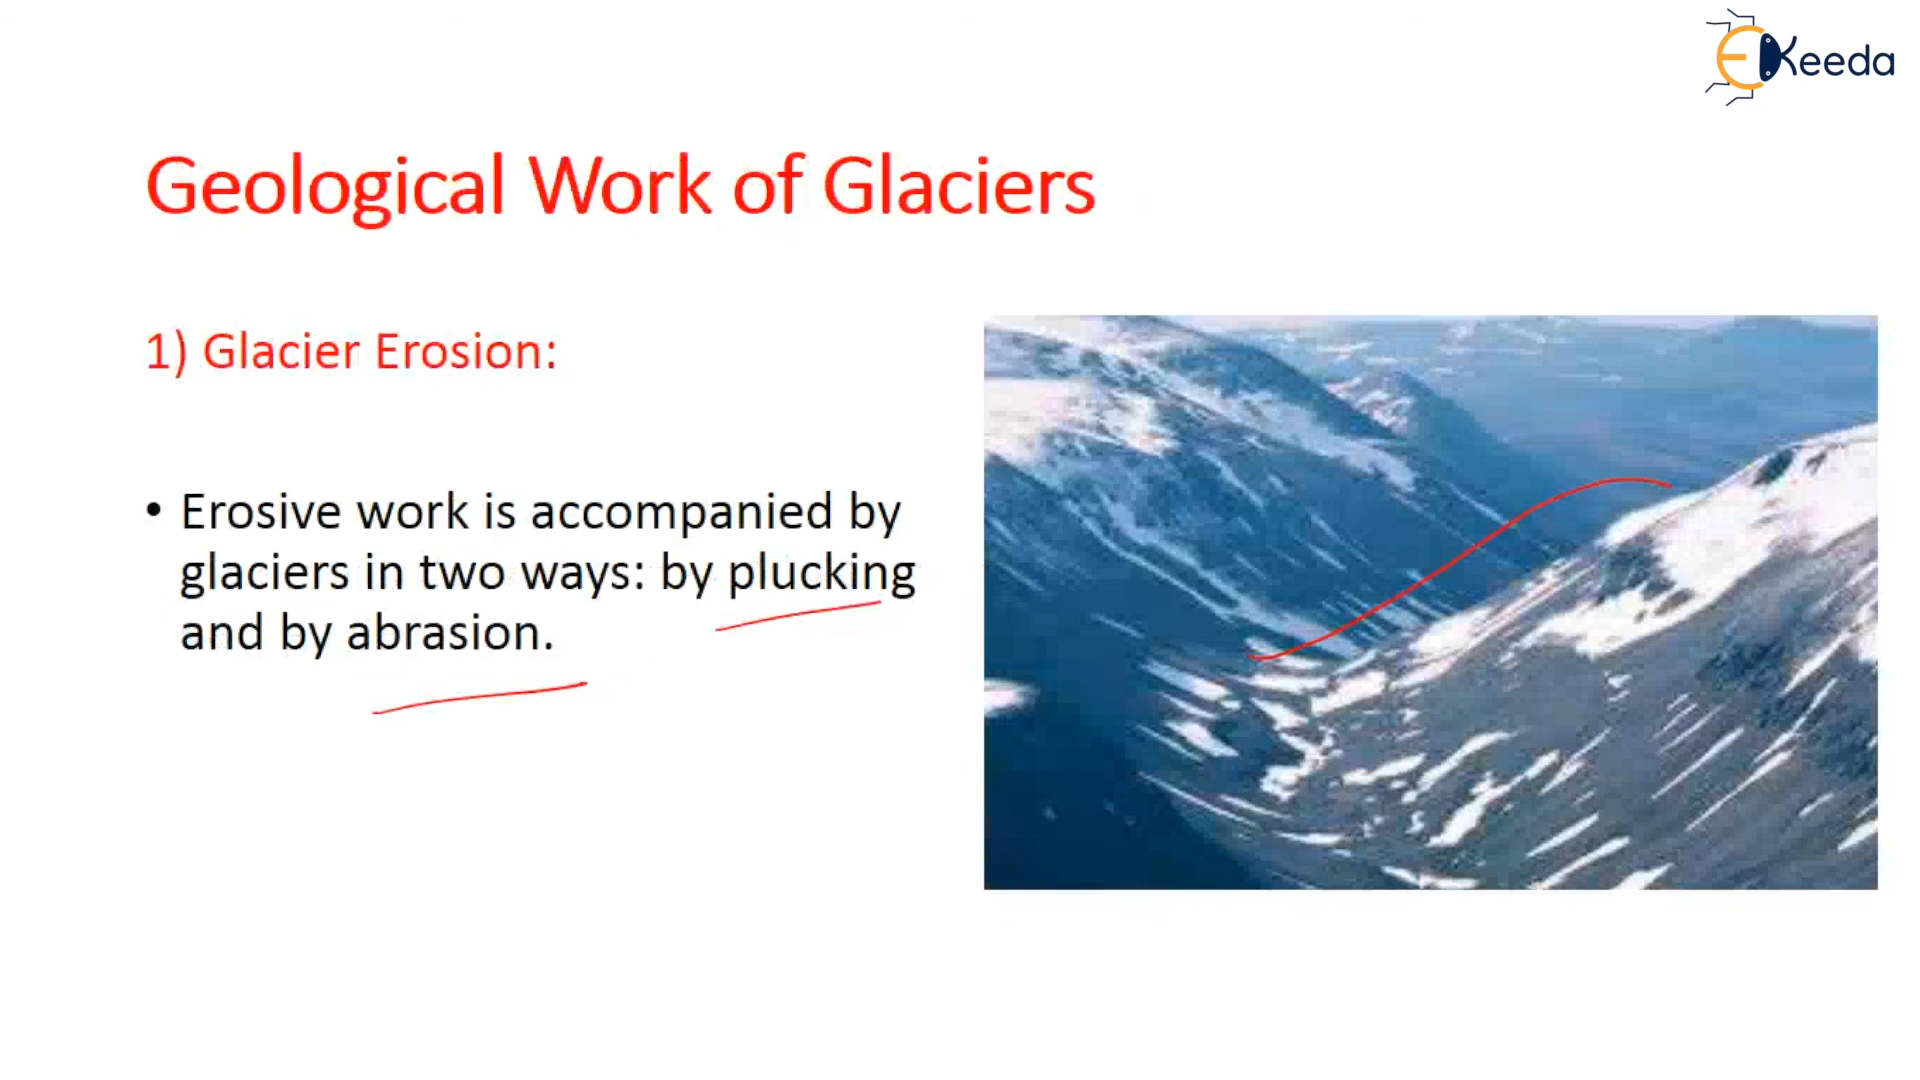 EKeeda
Geological Work of Glaciers
1) Glacier Erosion:
• Erosive work is accompanied by
glaciers in two ways: by plucking
and by abrasion.